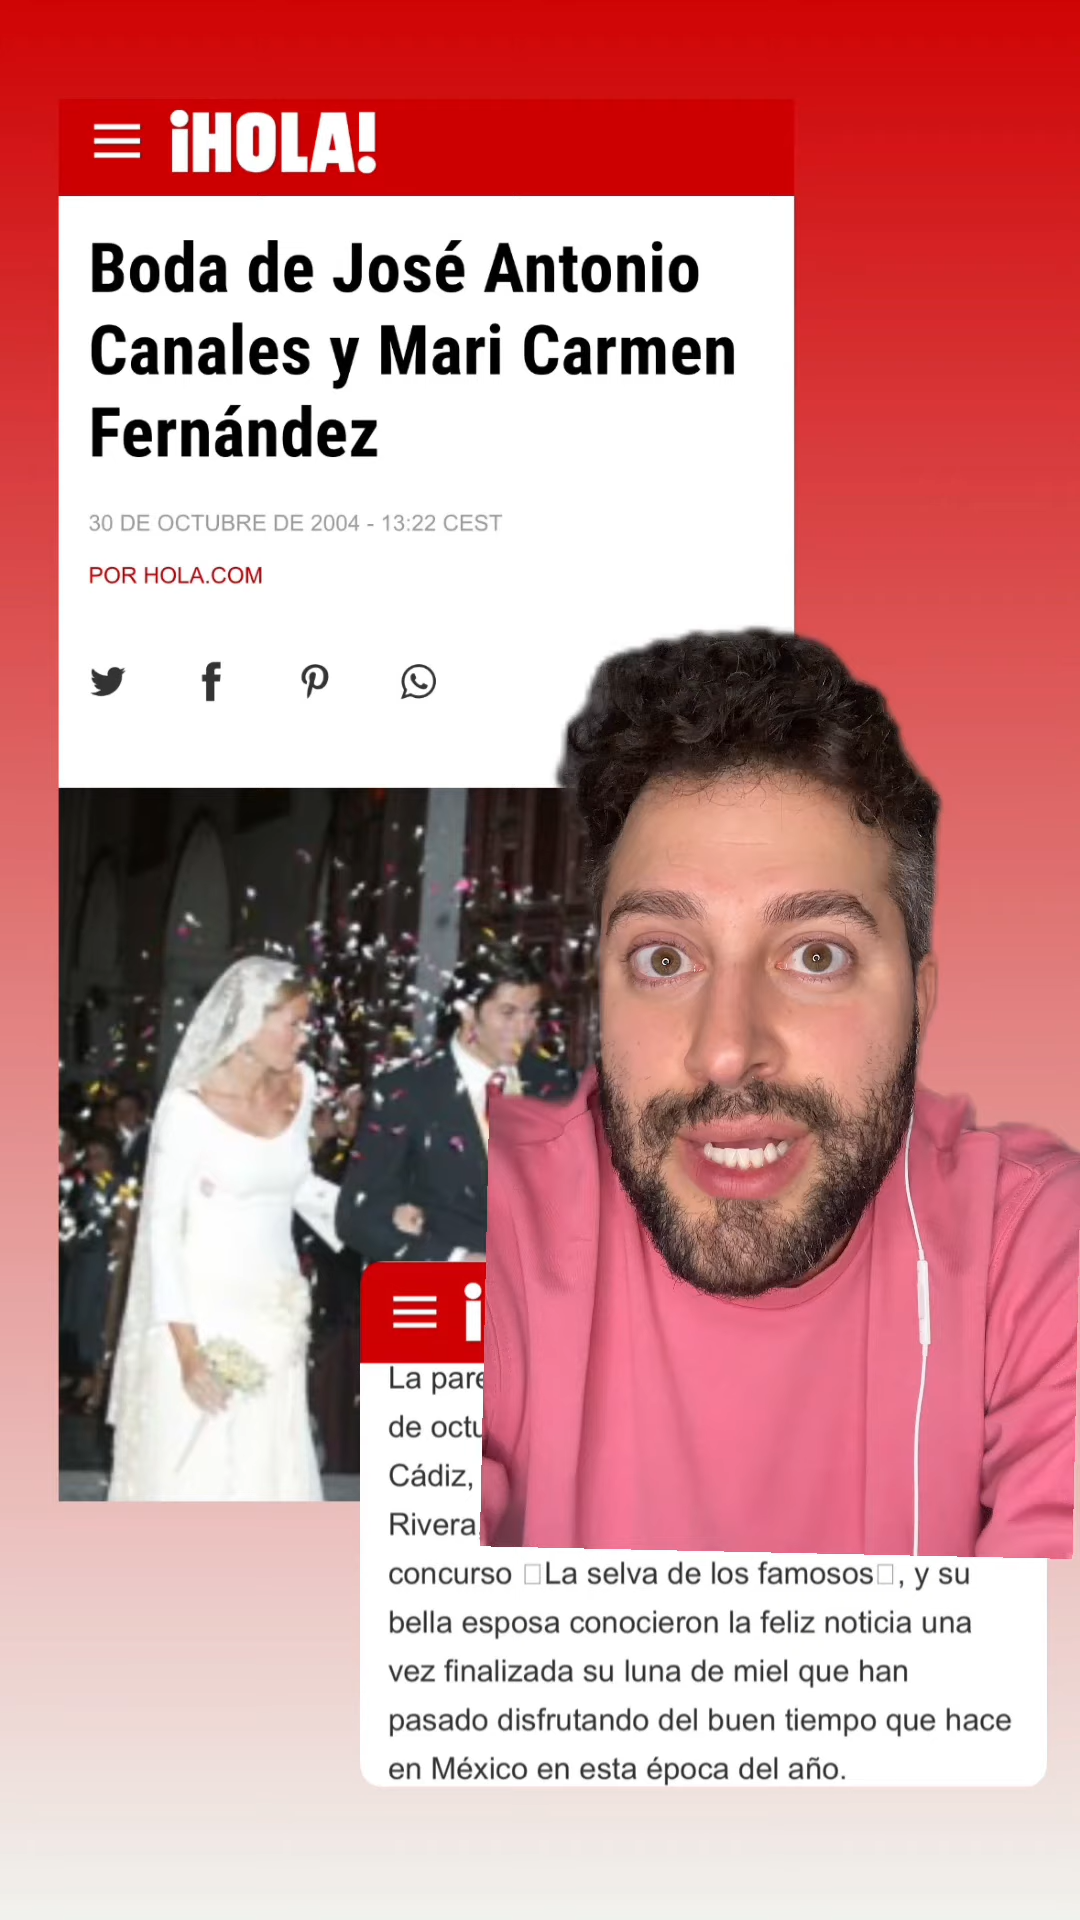 ¡HOLA!
Boda de José Antonio
Canales y Mari Carmen
Fernández
30 DE OCTUBRE DE 2004 - 13:22 CEST
POR HOLA.COM
La
de
Cádiz,
Rivera,
concurso □La selva de los famosos□, y su
bella esposa conocieron la feliz noticia una
vez finalizada su luna de miel que han
pasado disfrutando del buen tiempo que hace
en México en esta época del año.